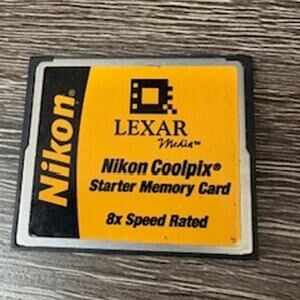 Nikon®
LEXAR
Media™
Nikon Coolpix®
Starter Memory Card
8x Speed Rated